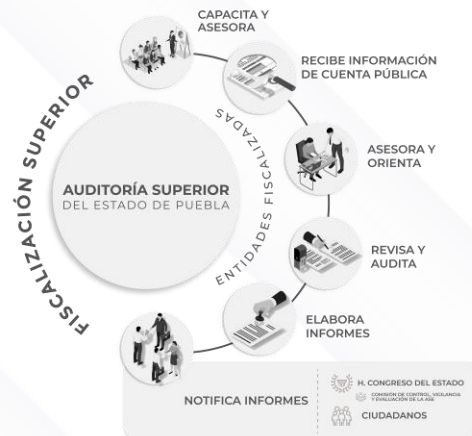 CAPACITA Y
ASESORA
RECIBE INFORMACIÓN
DE CUENTA PÚBLICA
FISCALIZACIÓN SUPERIOR
ENTIDADES FISCALIZADAS
ASESORA Y
ORIENTA
AUDITORÍA SUPERIOR
DEL ESTADO DE PUEBLA
REVISA Y
AUDITA
ELABORA
INFORMES
NOTIFICA INFORMES
H. CONGRESO DEL ESTADO
COMISIÓN DE CONTROL, VIGILANCIA
Y EVALUACIÓN DE LA ASE
CIUDADANOS